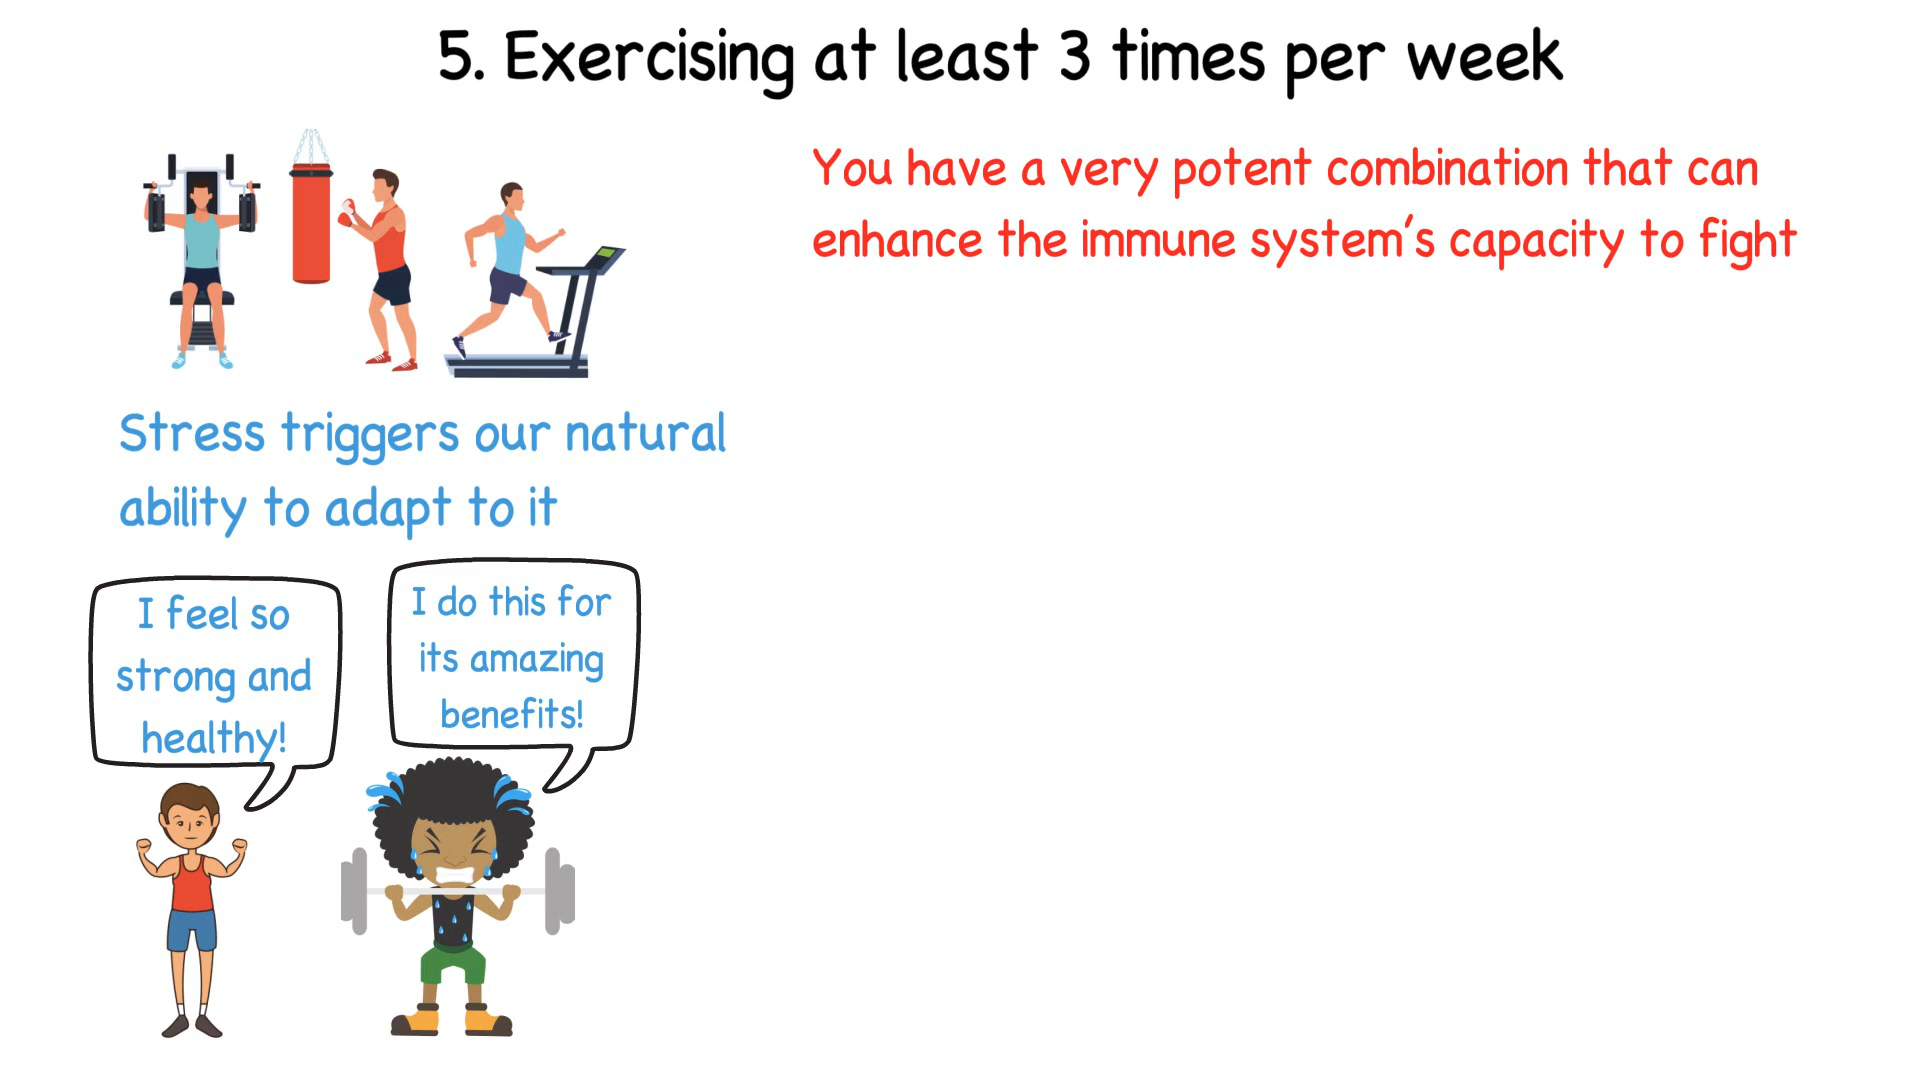 5. Exercising at least 3 times per week
You have a very potent combination that can
enhance the immune system's capacity to fight
Stress triggers our natural
ability to adapt to it
I feel so
strong and
healthy!
I do this for
its amazing
benefits!